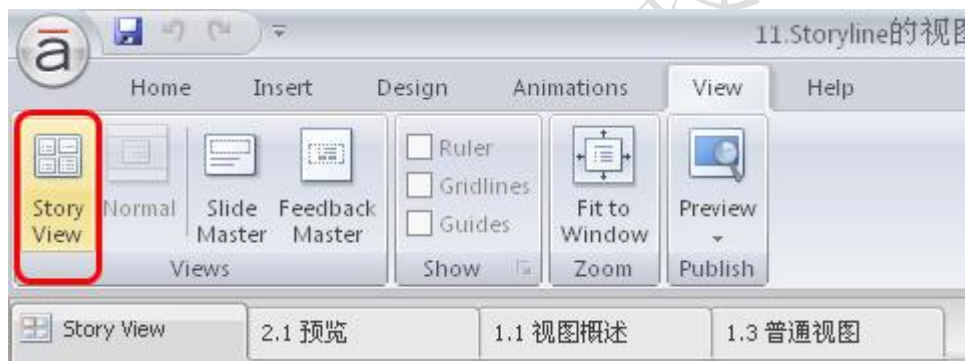 11.Storyline的视图
Home Insert Design Animations View Help
Story View
Normal
Slide Master
Feedback Master
Views
Ruler
Gridlines
Guides
Show
Fit to Window
Zoom
Preview
Publish
Story View
2.1 预览
1.1 视图概述
1.3 普通视图